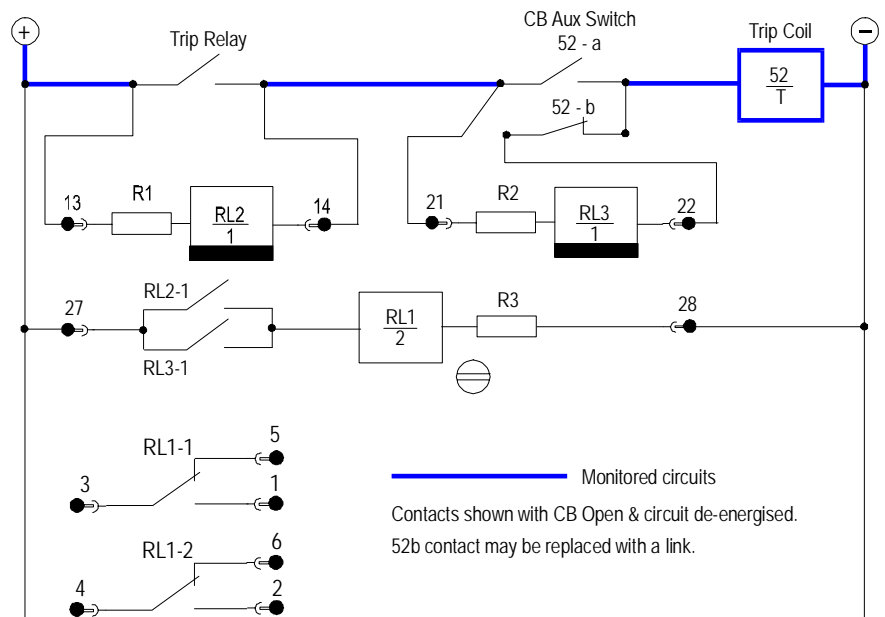 +
Trip Relay
CB Aux Switch
52 - a
Trip Coil
−
52
T
52 - b
13
R1
RL2
1
14
21
R2
RL3
1
22
27
RL2-1
RL3-1
RL1
2
R3
28
RL1-1
5
3
1
RL1-2
6
4
2
Monitored circuits
Contacts shown with CB Open & circuit de-energised.
52b contact may be replaced with a link.